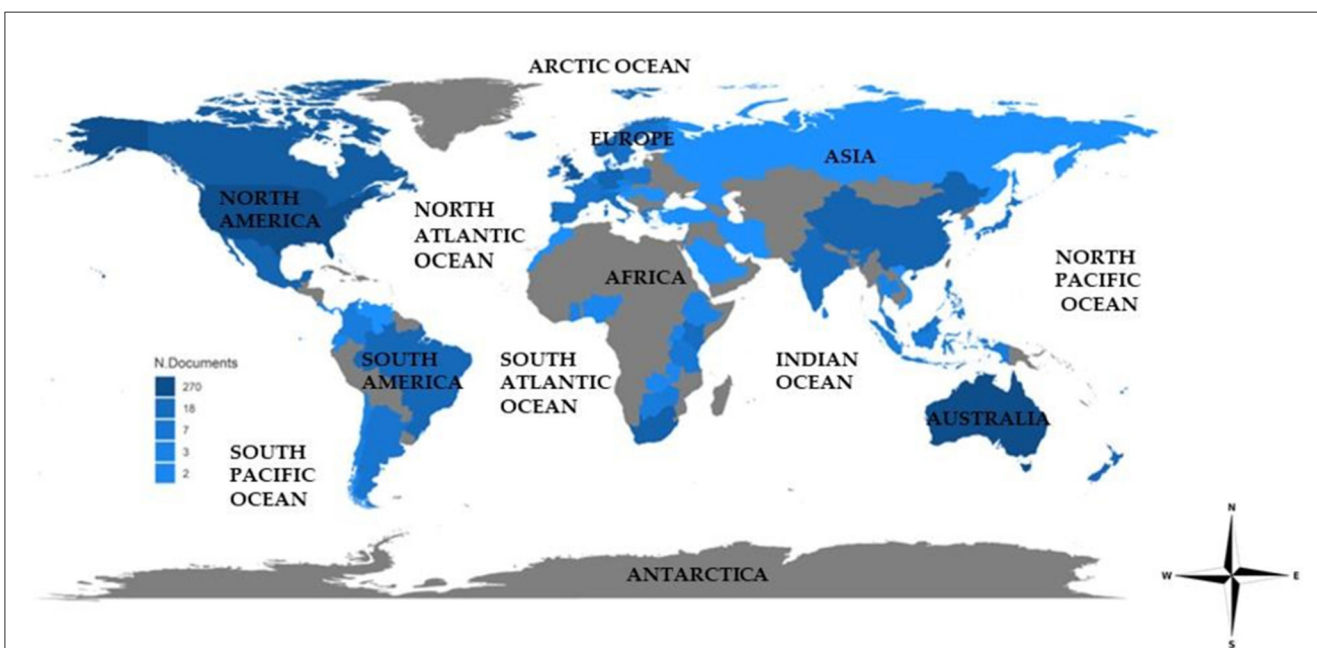 ARCTIC OCEAN
EUROPE
ASIA
NORTH
AMERICA
NORTH
ATLANTIC
OCEAN
AFRICA
NORTH
PACIFIC
OCEAN
N.Documents
270
18
7
3
2
SOUTH
AMERICA
SOUTH
ATLANTIC
OCEAN
INDIAN
OCEAN
AUSTRALIA
SOUTH
PACIFIC
OCEAN
ANTARCTICA
N
W
E
S